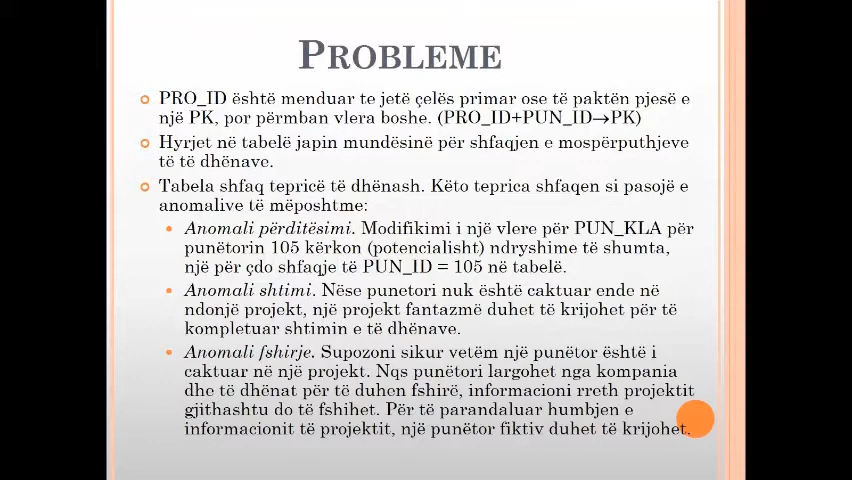 PROBLEME
PRO_ID është menduar te jetë çelës primar ose të paktën pjesë e
një PK, por përmban vlera boshe. (PRO_ID+PUN_ID→PK)
Hyrjet në tabelë japin mundësinë për shfaqjen e mospërputhjeve
të të dhënave.
Tabela shfaq tepricë të dhënash. Këto teprica shfaqen si pasojë e
anomalive të mëposhtme:
Anomali përditësimi. Modifikimi i një vlere për PUN_KLA për
punëtorin 105 kërkon (potencialisht) ndryshime të shumta,
një për çdo shfaqje të PUN_ID = 105 në tabelë.
Anomali shtimi. Nëse punetori nuk është caktuar ende në
ndonjë projekt, një projekt fantazmë duhet të krijohet për të
kompletuar shtimin e të dhënave.
Anomali fshirje. Supozoni sikur vetëm një punëtor është i
caktuar në një projekt. Nqs punëtori largohet nga kompania
dhe të dhënat për të duhen fshirë, informacioni rreth projektit
gjithashtu do të fshihet. Për të parandaluar humbjen e
informacionit të projektit, një punëtor fiktiv duhet të krijohet.